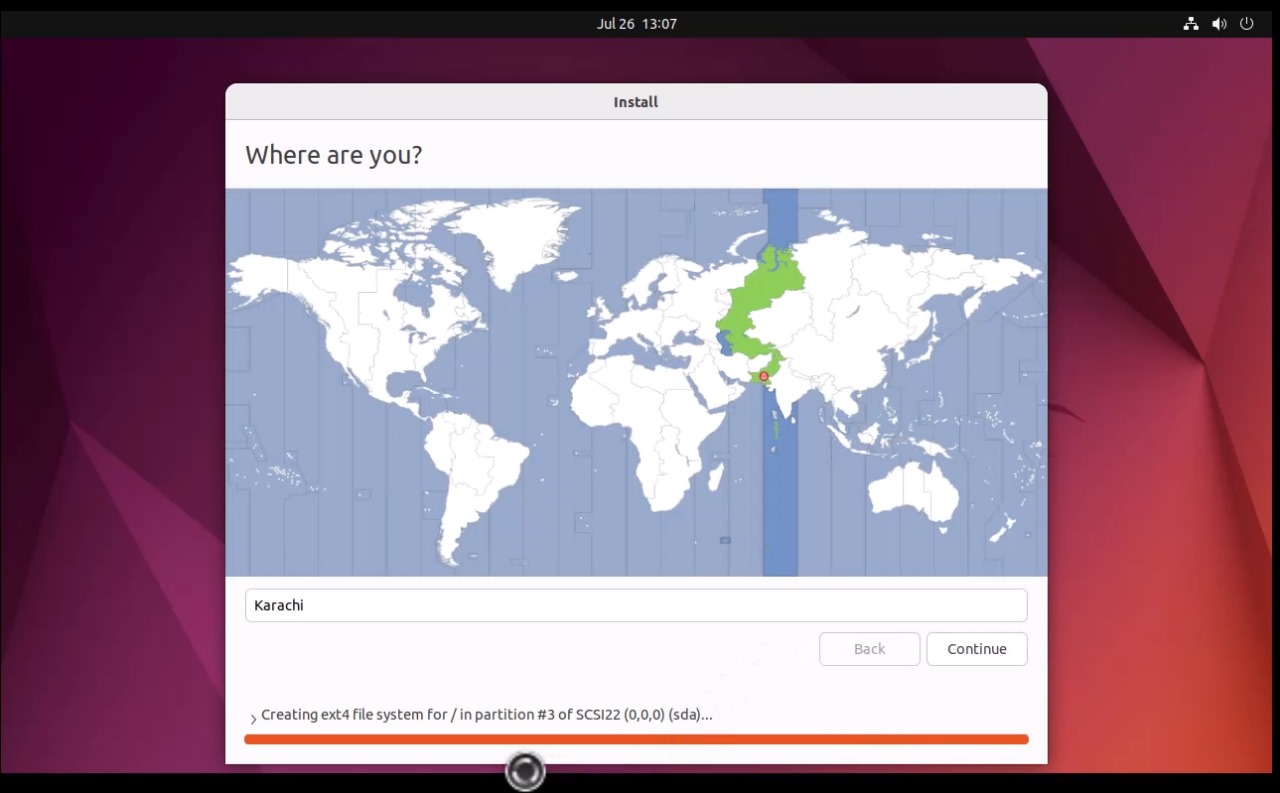 Jul 26 13:07
Install
Where are you?
Karachi
Back
Continue
Creating ext4 file system for / in partition #3 of SCSI22 (0,0,0) (sda)...